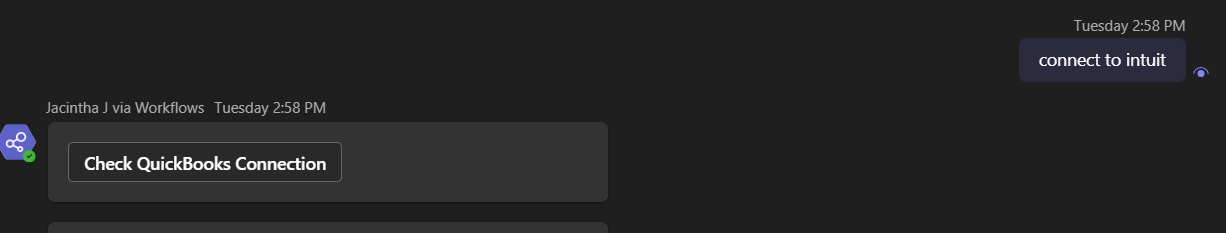 Tuesday 2:58 PM
connect to intuit
Jacintha J via Workflows Tuesday 2:58 PM
Check QuickBooks Connection